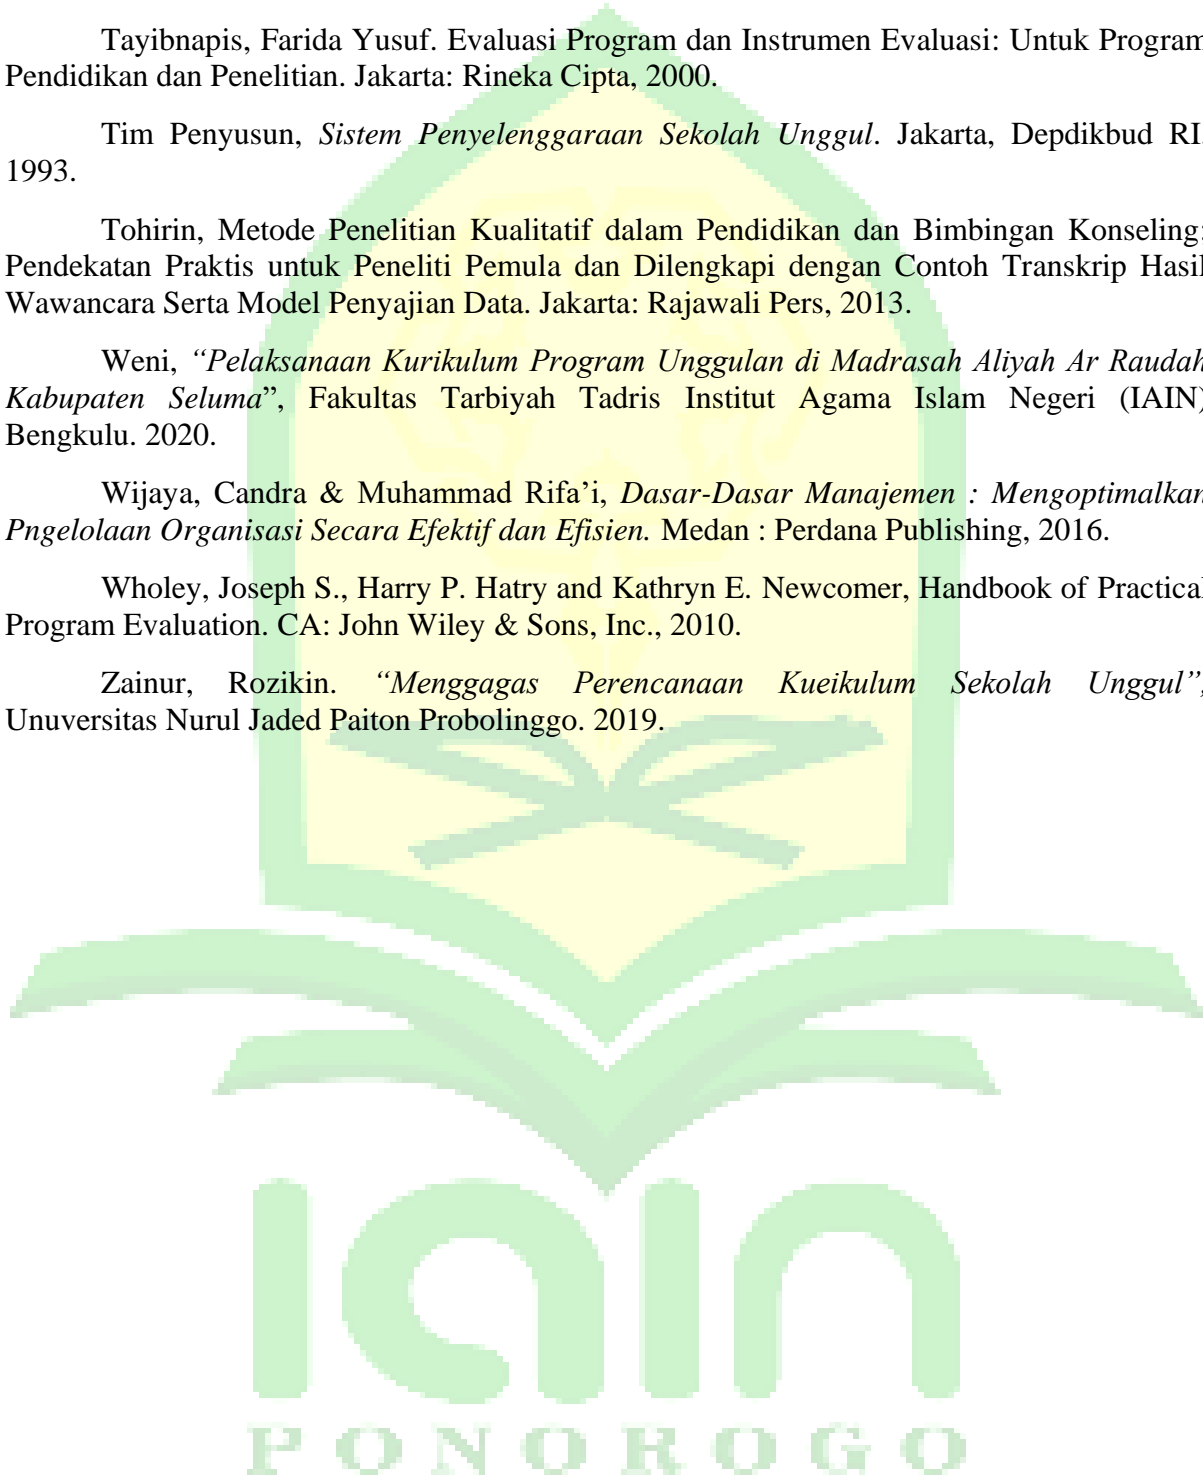 Tayibnapis, Farida Yusuf. Evaluasi Program dan Instrumen Evaluasi: Untuk Program
Pendidikan dan Penelitian. Jakarta: Rineka Cipta, 2000.
Tim Penyusun, Sistem Penyelenggaraan Sekolah Unggul. Jakarta, Depdikbud RI.
1993.
Tohirin, Metode Penelitian Kualitatif dalam Pendidikan dan Bimbingan Konseling:
Pendekatan Praktis untuk Peneliti Pemula dan Dilengkapi dengan Contoh Transkrip Hasil
Wawancara Serta Model Penyajian Data. Jakarta: Rajawali Pers, 2013.
Weni, “Pelaksanaan Kurikulum Program Unggulan di Madrasah Aliyah Ar Raudah
Kabupaten Seluma”, Fakultas Tarbiyah Tadris Institut Agama Islam Negeri (IAIN)
Bengkulu. 2020.
Wijaya, Candra & Muhammad Rifa’i, Dasar-Dasar Manajemen : Mengoptimalkan
Pngelolaan Organisasi Secara Efektif dan Efisien. Medan : Perdana Publishing, 2016.
Wholey, Joseph S., Harry P. Hatry and Kathryn E. Newcomer, Handbook of Practical
Program Evaluation. CA: John Wiley & Sons, Inc., 2010.
Zainur, Rozikin. “Menggagas Perencanaan Kueikulum Sekolah Unggul”,
Unuversitas Nurul Jaded Paiton Probolinggo. 2019.
iain
PONOROGO